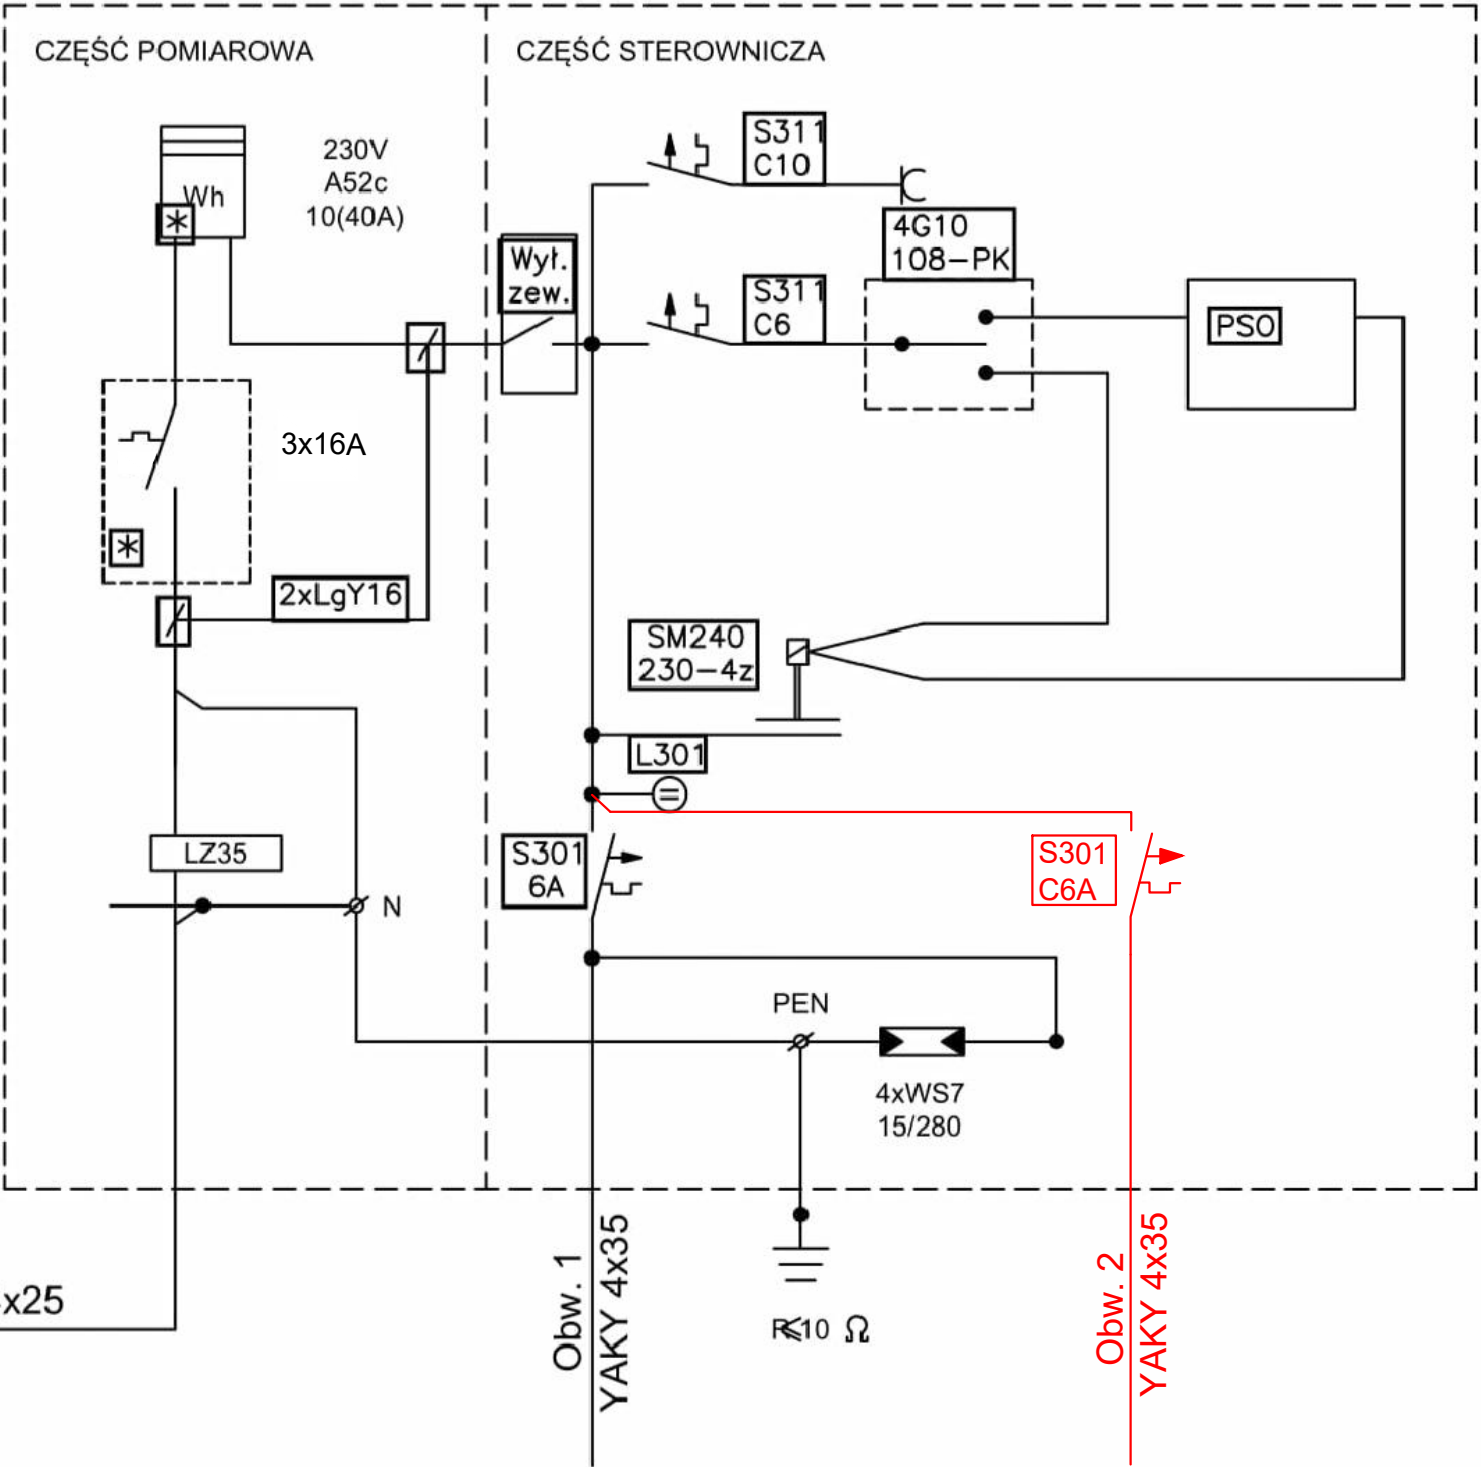 CZĘŚĆ POMIAROWA
CZĘŚĆ STEROWNICZA
Wh
*
230V
A52c
10(40A)
S311
C10
4G10
108-PK
Wył.
zew.
S311
C6
PSO
3x16A
*
2xLgY16
SM240
230-4z
L301
LZ35
N
S301
6A
S301
C6A
PEN
4xWS7
15/280
x25
Obw. 1
YAKY 4x35
R≤10 Ω
Obw. 2
YAKY 4x35